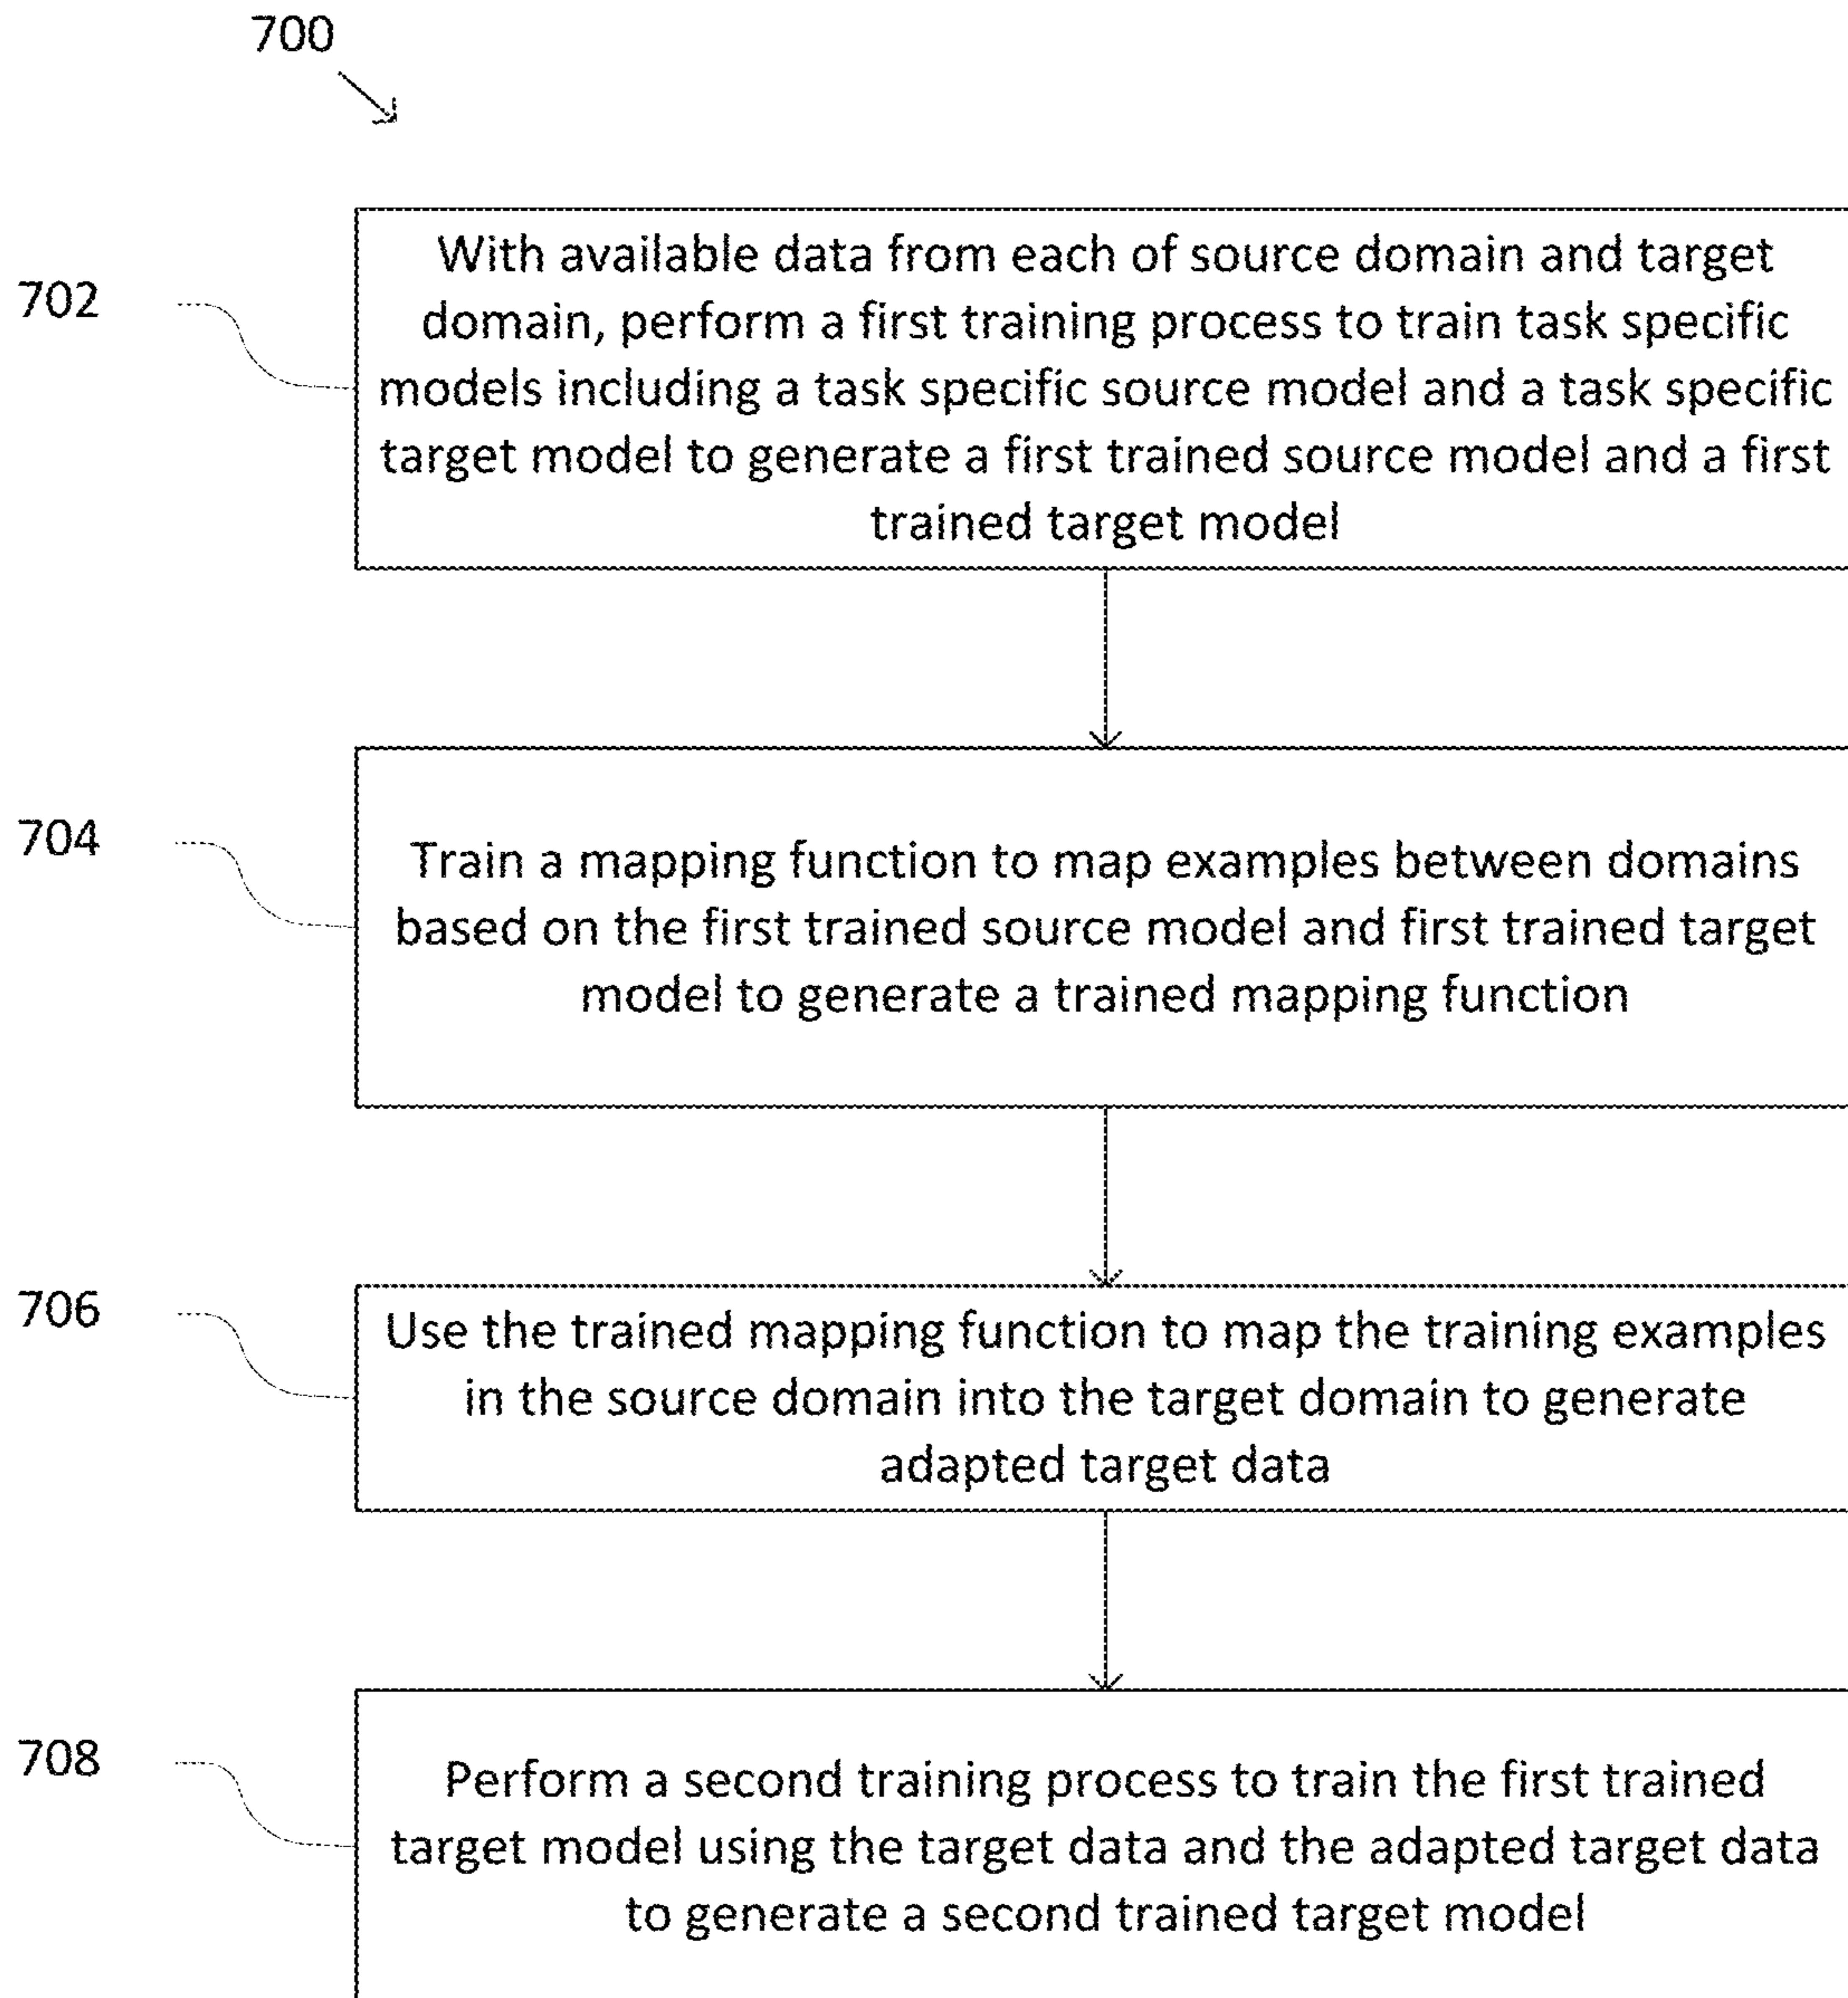 700
702
With available data from each of source domain and target
domain, perform a first training process to train task specific
models including a task specific source model and a task specific
target model to generate a first trained source model and a first
trained target model
704
Train a mapping function to map examples between domains
based on the first trained source model and first trained target
model to generate a trained mapping function
706
Use the trained mapping function to map the training examples
in the source domain into the target domain to generate
adapted target data
708
Perform a second training process to train the first trained
target model using the target data and the adapted target data
to generate a second trained target model